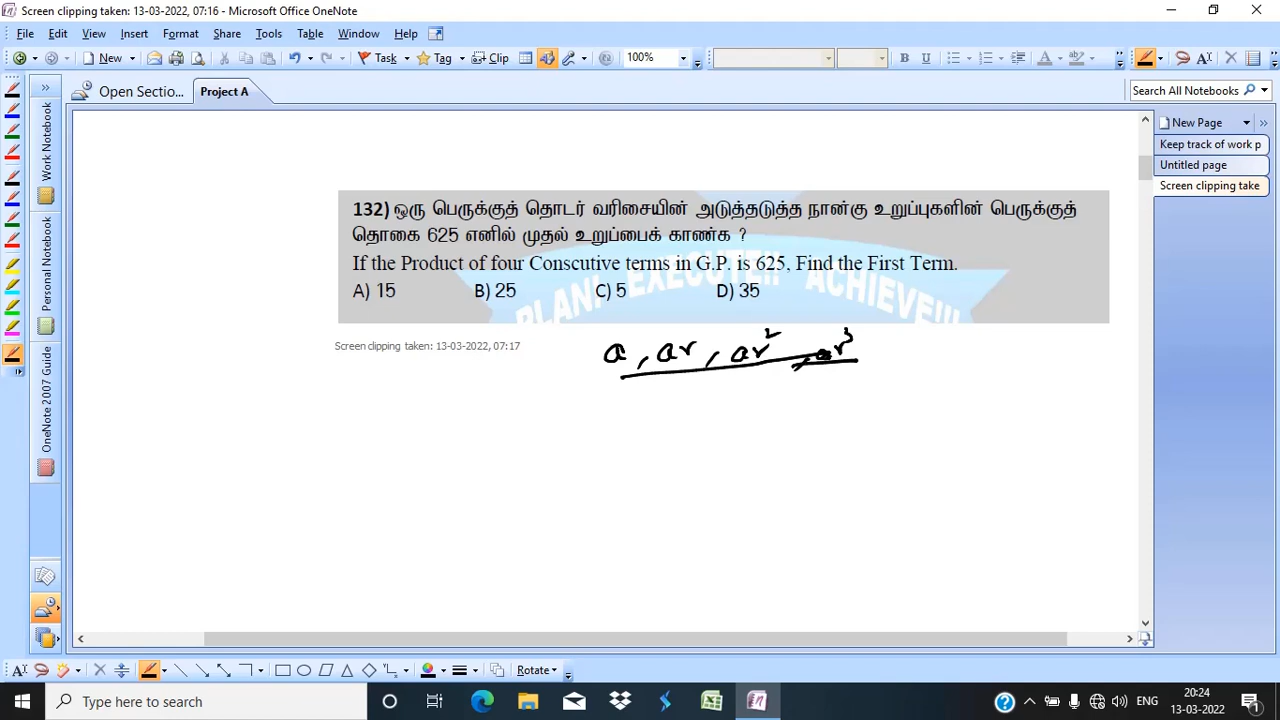 Screen clipping taken: 13-03-2022, 07:16 - Microsoft Office OneNote
File Edit View Insert Format Share Tools Table Window Help
New Task Tag Clip 100% B I U
Open Sectio... Project A Search All Notebooks
New Page
Keep track of work p
Untitled page
Screen clipping take
Work Notebook
Personal Notebook
OneNote 2007 Guide
132) ஒரு பெருக்குத் தொடர் வரிசையின் அடுத்தடுத்த நான்கு உறுப்புகளின் பெருக்குத்
தொகை 625 எனில் முதல் உறுப்பைக் காண்க ?
If the Product of four Conscutive terms in G.P. is 625, Find the First Term.
A) 15 B) 25 C) 5 D) 35
PLAN! EXECUTE!! ACHIEVE!!!
Screen clipping taken: 13-03-2022, 07:17
a, ar, ar², ar³
Rotate
Type here to search
ENG 20:24
13-03-2022